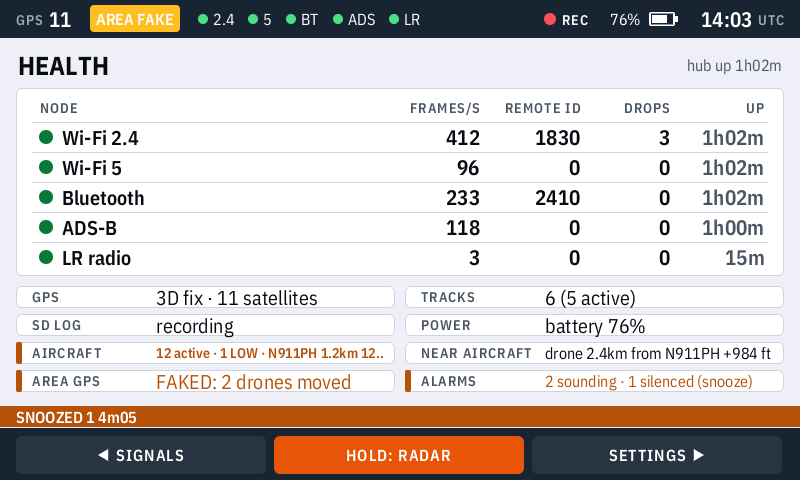 GPS 11 AREA FAKE 2.4 5 BT ADS LR REC 76% 14:03 UTC
HEALTH hub up 1h02m
NODE FRAMES/S REMOTE ID DROPS UP
Wi-Fi 2.4 412 1830 3 1h02m
Wi-Fi 5 96 0 0 1h02m
Bluetooth 233 2410 0 1h02m
ADS-B 118 0 0 1h00m
LR radio 3 0 0 15m
GPS 3D fix · 11 satellites TRACKS 6 (5 active)
SD LOG recording POWER battery 76%
AIRCRAFT 12 active · 1 LOW · N911PH 1.2km 12.. NEAR AIRCRAFT drone 2.4km from N911PH +984 ft
AREA GPS FAKED: 2 drones moved ALARMS 2 sounding · 1 silenced (snooze)
SNOOZED 1 4m05
◀ SIGNALS HOLD: RADAR SETTINGS ▶